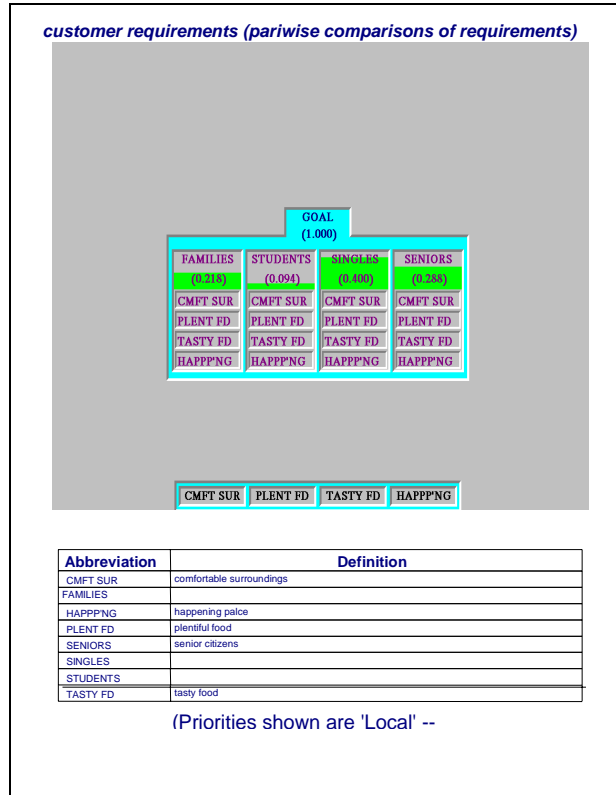 customer requirements (pariwise comparisons of requirements)
GOAL
(1.000)
FAMILIES STUDENTS SINGLES SENIORS
(0.218) (0.094) (0.400) (0.288)
CMFT SUR CMFT SUR CMFT SUR CMFT SUR
PLENT FD PLENT FD PLENT FD PLENT FD
TASTY FD TASTY FD TASTY FD TASTY FD
HAPPP'NG HAPPP'NG HAPPP'NG HAPPP'NG
CMFT SUR PLENT FD TASTY FD HAPPP'NG
Abbreviation Definition
CMFT SUR comfortable surroundings
FAMILIES
HAPPP'NG happening palce
PLENT FD plentiful food
SENIORS senior citizens
SINGLES
STUDENTS
TASTY FD tasty food
(Priorities shown are 'Local' --